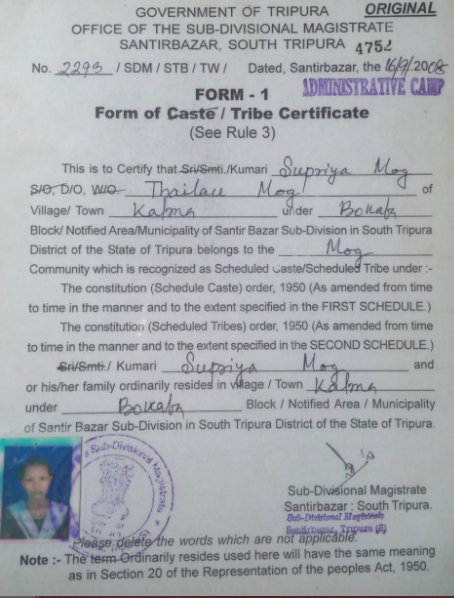 GOVERNMENT OF TRIPURA ORIGINAL
OFFICE OF THE SUB-DIVISIONAL MAGISTRATE
SANTIRBAZAR, SOUTH TRIPURA 4752
No. 2293 / SDM / STB / TW / Dated, Santirbazar, the 16/9/2008
ADMINISTRATIVE CAMP
FORM - 1
Form of Caste / Tribe Certificate
(See Rule 3)
This is to Certify that Sri/Smti./Kumari Supriya Mog
S/O, D/O, W/O Thailau Mog of
Village/ Town Kalma under Bokafa
Block/ Notified Area/Municipality of Santir Bazar Sub-Division in South Tripura
District of the State of Tripura belongs to the Mog
Community which is recognized as Scheduled Caste/Scheduled Tribe under :-
The constitution (Schedule Caste) order, 1950 (As amended from time
to time in the manner and to the extent specified in the FIRST SCHEDULE.)
The constitution (Scheduled Tribes) order, 1950 (As amended from time
to time in the manner and to the extent specified in the SECOND SCHEDULE.)
Sri/Smti./ Kumari Supriya Mog and
or his/her family ordinarily resides in village / Town Kalma
under Bokafa Block / Notified Area / Municipality
of Santir Bazar Sub-Division in South Tripura District of the State of Tripura.
Sub-Divisional Magistrate
Sub-Divisional Magistrate
Santirbazar : South Tripura.
Sub-Divisional Magistrate
Santirbazar, Tripura (S)
Please delete the words which are not applicable.
Note :- The term Ordinarily resides used here will have the same meaning
as in Section 20 of the Representation of the peoples Act, 1950.